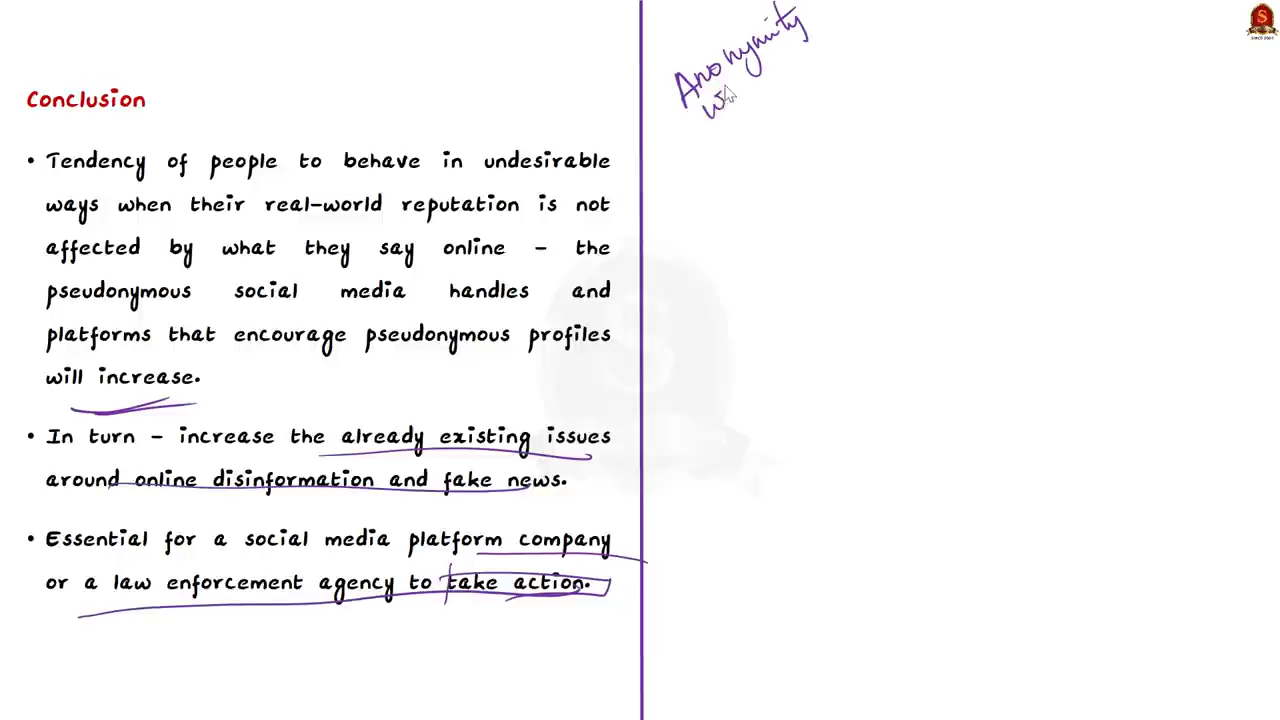 Conclusion
• Tendency of people to behave in undesirable
ways when their real-world reputation is not
affected by what they say online – the
pseudonymous social media handles and
platforms that encourage pseudonymous profiles
will increase.
• In turn – increase the already existing issues
around online disinformation and fake news.
• Essential for a social media platform company
or a law enforcement agency to take action.
Anonymity
S